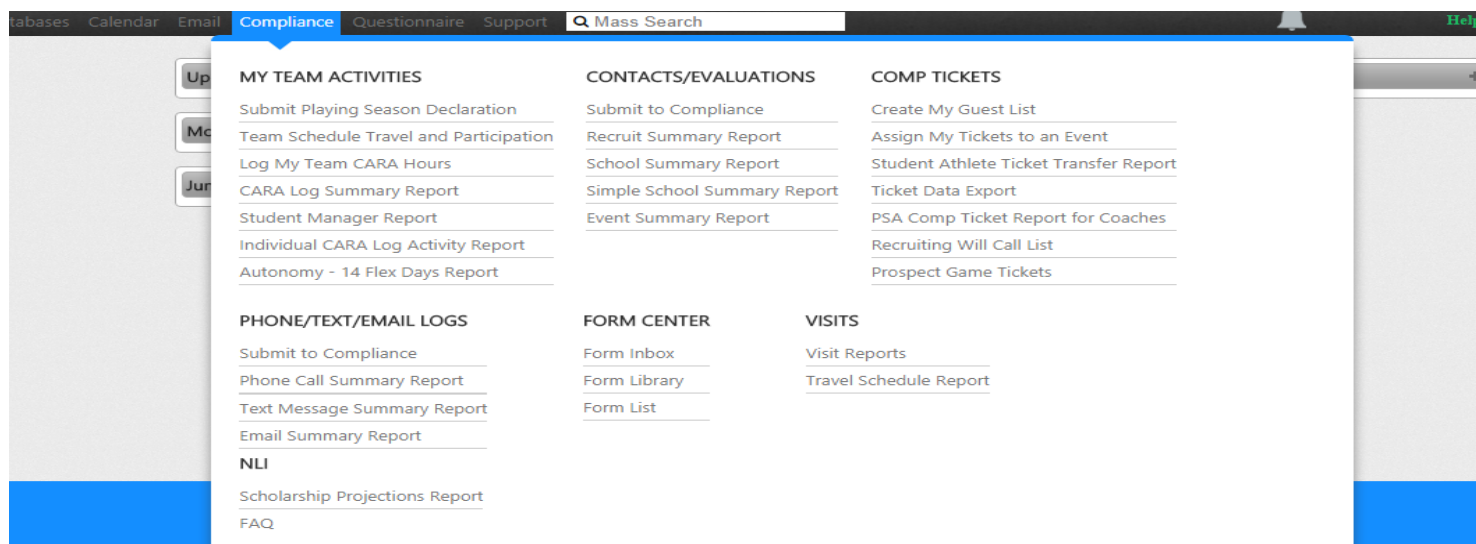 Calendar Email Compliance Questionnaire Support Mass Search
MY TEAM ACTIVITIES
Submit Playing Season Declaration
Team Schedule Travel and Participation
Log My Team CARA Hours
CARA Log Summary Report
Student Manager Report
Individual CARA Log Activity Report
Autonomy - 14 Flex Days Report
CONTACTS/EVALUATIONS
Submit to Compliance
Recruit Summary Report
School Summary Report
Simple School Summary Report
Event Summary Report
COMP TICKETS
Create My Guest List
Assign My Tickets to an Event
Student Athlete Ticket Transfer Report
Ticket Data Export
PSA Comp Ticket Report for Coaches
Recruiting Will Call List
Prospect Game Tickets
PHONE/TEXT/EMAIL LOGS
Submit to Compliance
Phone Call Summary Report
Text Message Summary Report
Email Summary Report
FORM CENTER
Form Inbox
Form Library
Form List
VISITS
Visit Reports
Travel Schedule Report
NLI
Scholarship Projections Report
FAQ